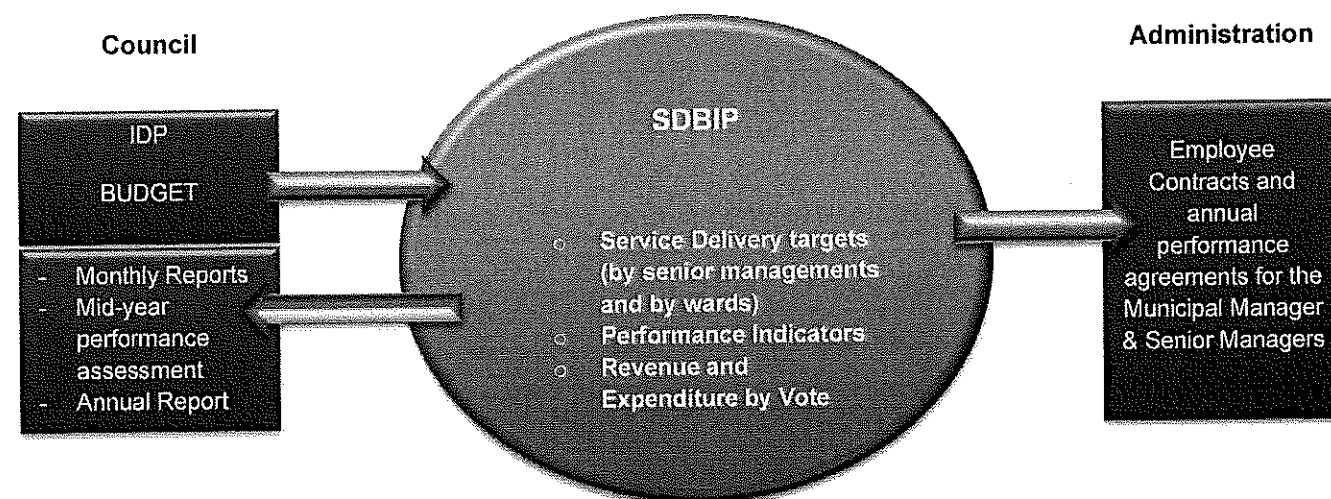 Council
IDP
BUDGET
- Monthly Reports
- Mid-year
performance
assessment
- Annual Report
SDBIP
○ Service Delivery targets
(by senior managements
and by wards)
○ Performance Indicators
○ Revenue and
Expenditure by Vote
Administration
Employee
Contracts and
annual
performance
agreements for the
Municipal Manager
& Senior Managers